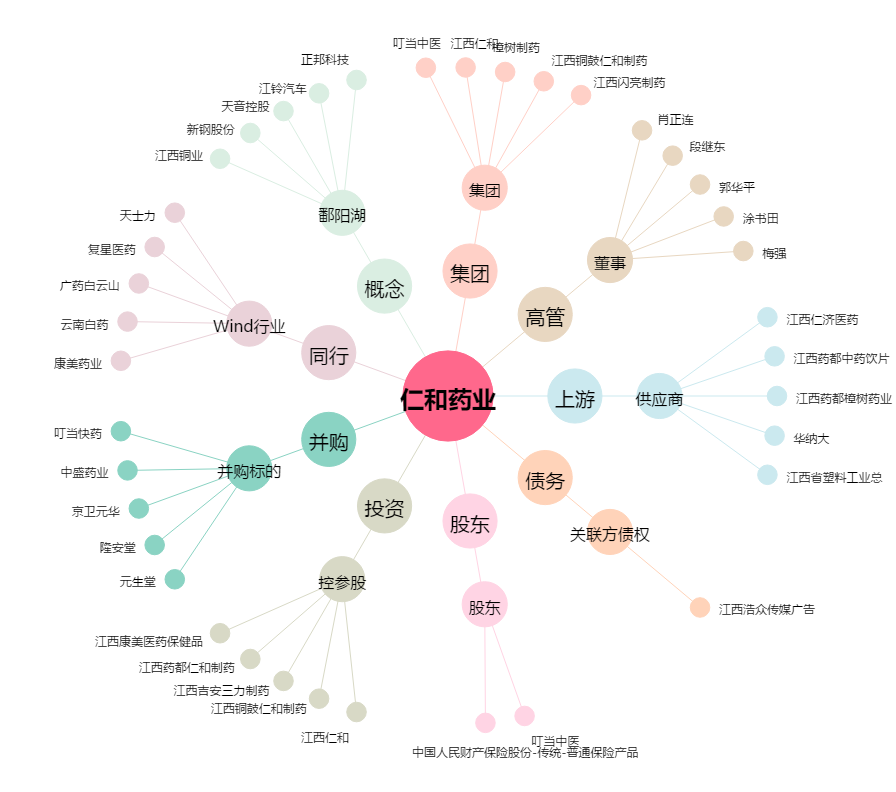 仁和药业
集团
集团
叮当中医
江西仁和
樟树制药
江西铜鼓仁和制药
江西闪亮制药
高管
董事
肖正连
段继东
郭华平
涂书田
梅强
上游
供应商
江西仁济医药
江西药都中药饮片
江西药都樟树药业
华纳大
江西省塑料工业总
债务
关联方债权
江西浩众传媒广告
股东
股东
叮当中医
中国人民财产保险股份-传统-普通保险产品
投资
控参股
江西康美医药保健品
江西药都仁和制药
江西吉安三力制药
江西铜鼓仁和制药
江西仁和
并购
并购标的
叮当快药
中盛药业
京卫元华
隆安堂
元生堂
同行
Wind行业
天士力
复星医药
广药白云山
云南白药
康美药业
概念
鄱阳湖
正邦科技
江铃汽车
天音控股
新钢股份
江西铜业